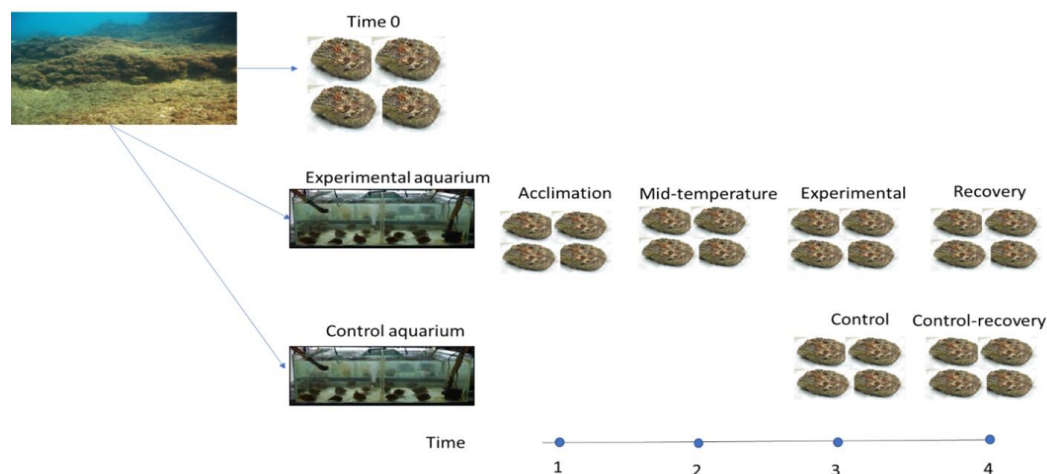 Time 0
Experimental aquarium
Acclimation
Mid-temperature
Experimental
Recovery
Control aquarium
Control
Control-recovery
Time
1
2
3
4